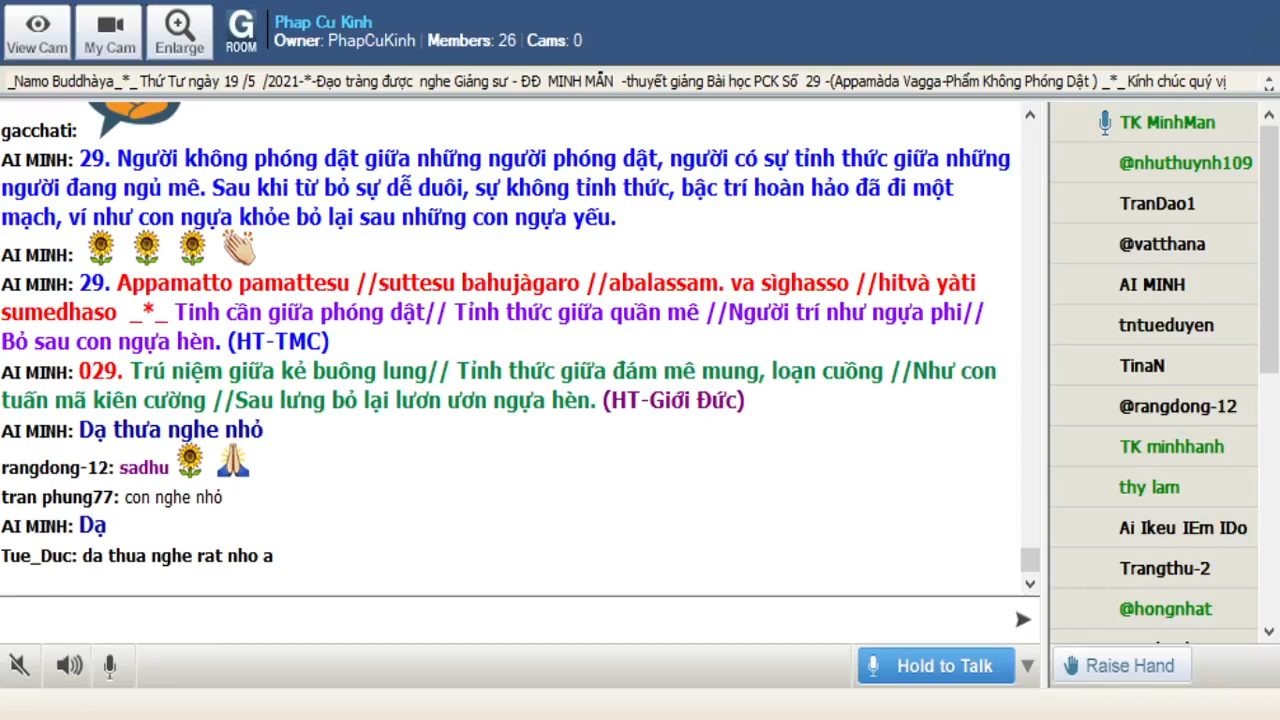 View Cam
My Cam
Enlarge
G
ROOM
Phap Cu Kinh
Owner: PhapCuKinh | Members: 26 | Cams: 0
_Namo Buddhàya_*_ Thứ Tư ngày 19 /5 /2021-*-Đạo tràng được nghe Giảng sư - ĐĐ MINH MẪN -thuyết giảng Bài học PCK Số 29 -(Appamàda Vagga-Phẩm Không Phóng Dật ) _*_ Kính chúc quý vị
gacchati:
AI MINH: 29. Người không phóng dật giữa những người phóng dật, người có sự tỉnh thức giữa những
người đang ngủ mê. Sau khi từ bỏ sự dễ duôi, sự không tỉnh thức, bậc trí hoàn hảo đã đi một
mạch, ví như con ngựa khỏe bỏ lại sau những con ngựa yếu.
AI MINH:
AI MINH: 29. Appamatto pamattesu //suttesu bahujàgaro //abalassam. va sìghasso //hitvà yàti
sumedhaso _*_ Tinh cần giữa phóng dật// Tỉnh thức giữa quần mê //Người trí như ngựa phi//
Bỏ sau con ngựa hèn. (HT-TMC)
AI MINH: 029. Trú niệm giữa kẻ buông lung// Tỉnh thức giữa đám mê mung, loạn cuồng //Như con
tuấn mã kiên cường //Sau lưng bỏ lại lươn ươn ngựa hèn. (HT-Giới Đức)
AI MINH: Dạ thưa nghe nhỏ
rangdong-12: sadhu
tran phung77: con nghe nhỏ
AI MINH: Dạ
Tue_Duc: da thua nghe rat nho a
TK MinhMan
@nhuthuynh109
TranDao1
@vatthana
AI MINH
tntueduyen
TinaN
@rangdong-12
TK minhhanh
thy lam
Ai Ikeu IEm IDo
Trangthu-2
@hongnhat
Hold to Talk
Raise Hand